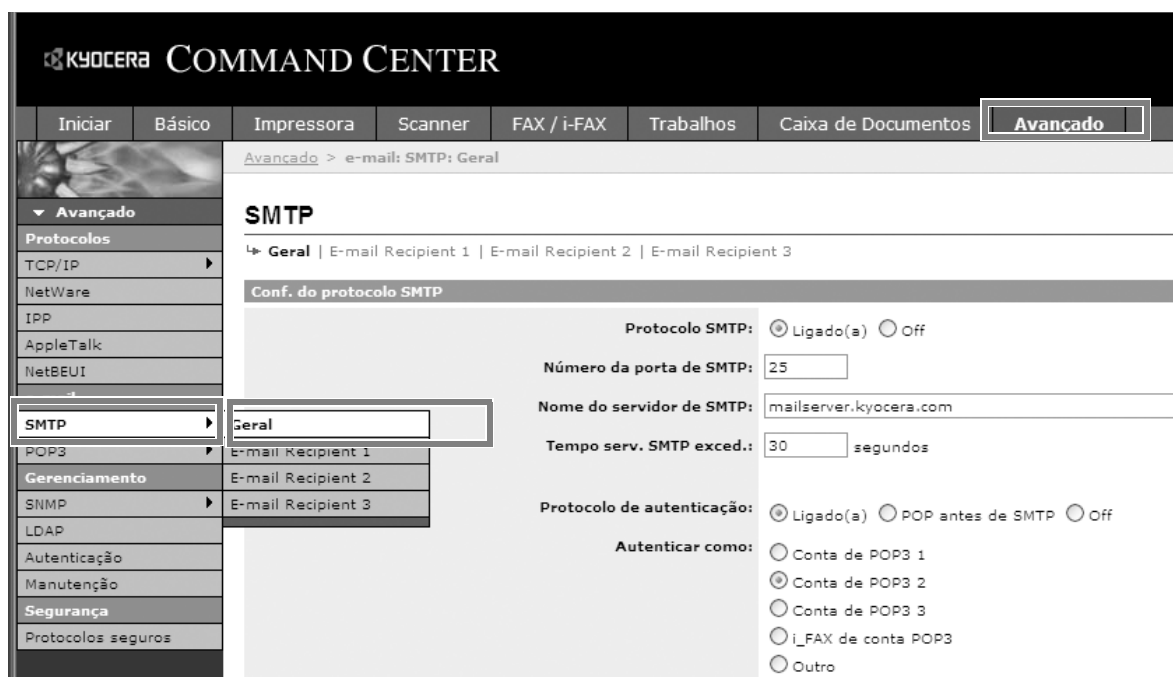 KYOCERA COMMAND CENTER
Iniciar Básico Impressora Scanner FAX / i-FAX Trabalhos Caixa de Documentos Avançado
Avançado > e-mail: SMTP: Geral
Avançado
Protocolos
TCP/IP
NetWare
IPP
AppleTalk
NetBEUI
SMTP
POP3
Gerenciamento
SNMP
LDAP
Autenticação
Manutenção
Segurança
Protocolos seguros
Geral
E-mail Recipient 1
E-mail Recipient 2
E-mail Recipient 3
SMTP
Geral | E-mail Recipient 1 | E-mail Recipient 2 | E-mail Recipient 3
Conf. do protocolo SMTP
Protocolo SMTP: Ligado(a) Off
Número da porta de SMTP: 25
Nome do servidor de SMTP: mailserver.kyocera.com
Tempo serv. SMTP exced.: 30 segundos
Protocolo de autenticação: Ligado(a) POP antes de SMTP Off
Autenticar como: Conta de POP3 1
Conta de POP3 2
Conta de POP3 3
i_FAX de conta POP3
Outro